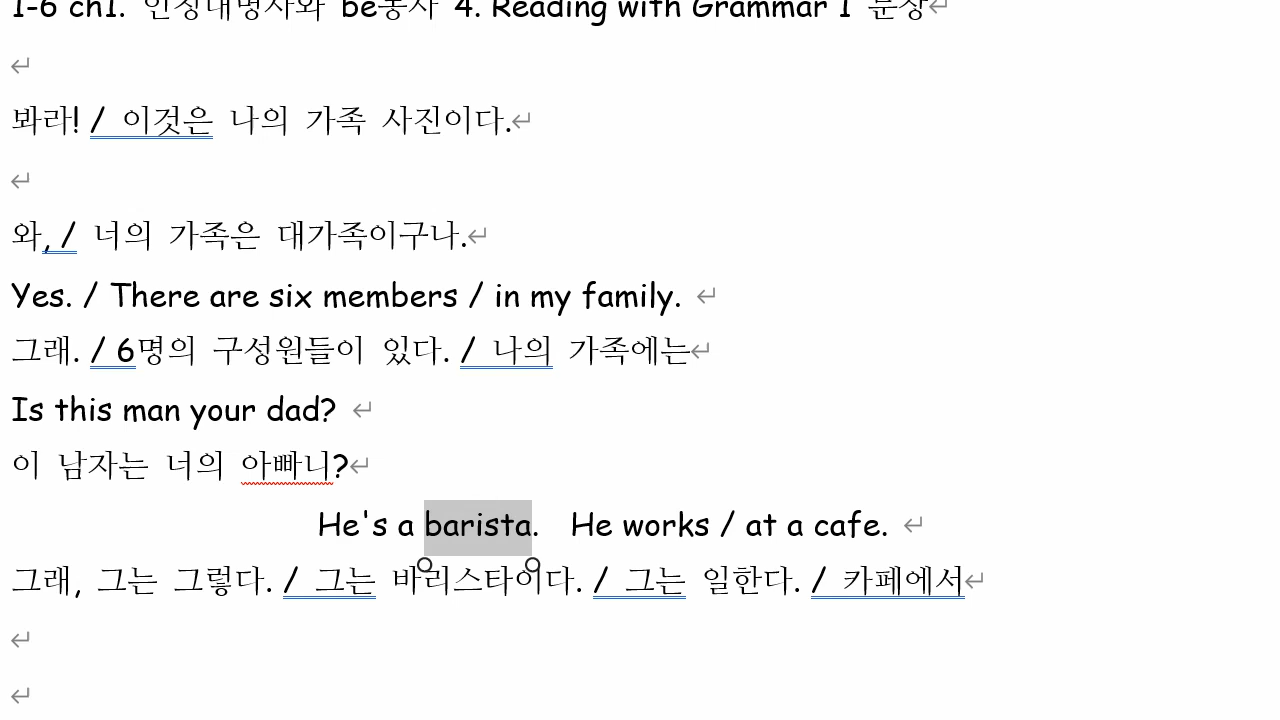 1-6 ch1. 인칭대명사와 be동사 4. Reading with Grammar 1 문장
봐라! / 이것은 나의 가족 사진이다.
와, / 너의 가족은 대가족이구나.
Yes. / There are six members / in my family.
그래. / 6명의 구성원들이 있다. / 나의 가족에는
Is this man your dad?
이 남자는 너의 아빠니?
He's a barista. He works / at a cafe.
그래, 그는 그렇다. / 그는 바리스타이다. / 그는 일한다. / 카페에서